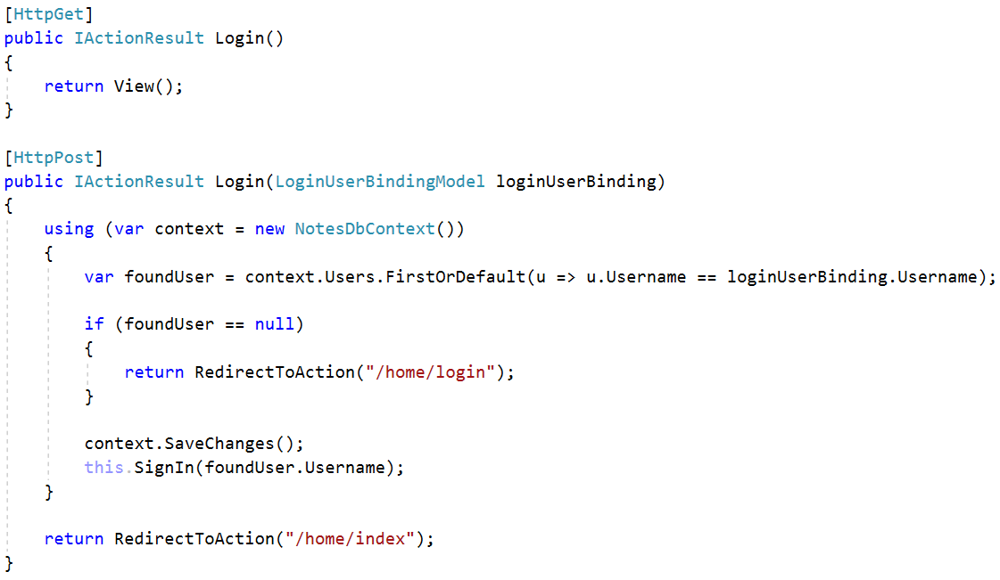 [HttpGet]
public IActionResult Login()
{
    return View();
}

[HttpPost]
public IActionResult Login(LoginUserBindingModel loginUserBinding)
{
    using (var context = new NotesDbContext())
    {
        var foundUser = context.Users.FirstOrDefault(u => u.Username == loginUserBinding.Username);

        if (foundUser == null)
        {
            return RedirectToAction("/home/login");
        }

        context.SaveChanges();
        this.SignIn(foundUser.Username);
    }

    return RedirectToAction("/home/index");
}